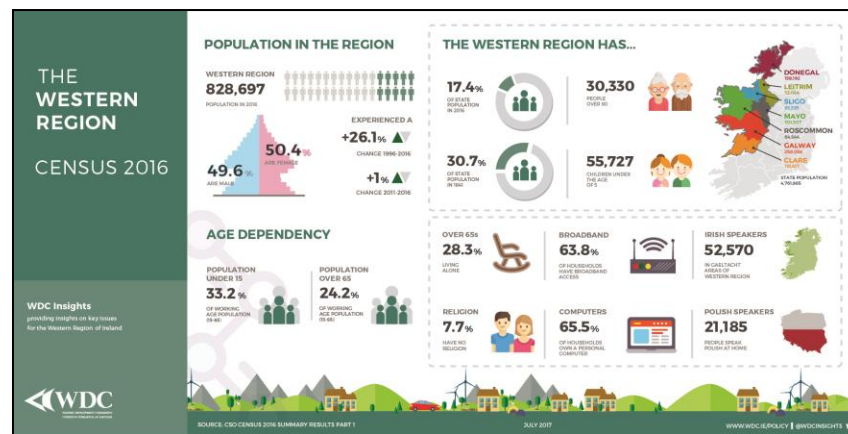 THE
WESTERN
REGION
CENSUS 2016
WDC Insights
providing insights on key issues
for the Western Region of Ireland
WDC
POPULATION IN THE REGION
WESTERN REGION
828,697
POPULATION IN 2016
50.4%
ARE FEMALE
49.6%
ARE MALE
EXPERIENCED A
+26.1%
CHANGE 1996-2016
+1%
CHANGE 2011-2016
AGE DEPENDENCY
POPULATION
UNDER 15
33.2%
OF WORKING
AGE POPULATION
POPULATION
OVER 65
24.2%
OF WORKING
AGE POPULATION
THE WESTERN REGION HAS...
17.4%
OF STATE
POPULATION
IN 2016
30,330
PEOPLE
30.7%
OF STATE
POPULATION
IN 1841
55,727
CHILDREN UNDER
THE AGE
OF 5
DONEGAL
LEITRIM
SLIGO
MAYO
ROSCOMMON
GALWAY
CLARE
STATE POPULATION
OVER 65s
28.3%
LIVING
ALONE
BROADBAND
63.8%
OF HOUSEHOLDS
HAVE BROADBAND
ACCESS
IRISH SPEAKERS
52,570
IN GAELTACHT
AREAS OF
WESTERN REGION
RELIGION
7.7%
HAVE NO
RELIGION
COMPUTERS
65.5%
OF HOUSEHOLDS
OWN A PERSONAL
COMPUTER
POLISH SPEAKERS
21,185
PEOPLE SPEAK
POLISH AT HOME
SOURCE: CSO CENSUS 2016 SUMMARY RESULTS PART 1
JULY 2017
WWW.WDC.IE/POLICY | @WDCINSIGHTS